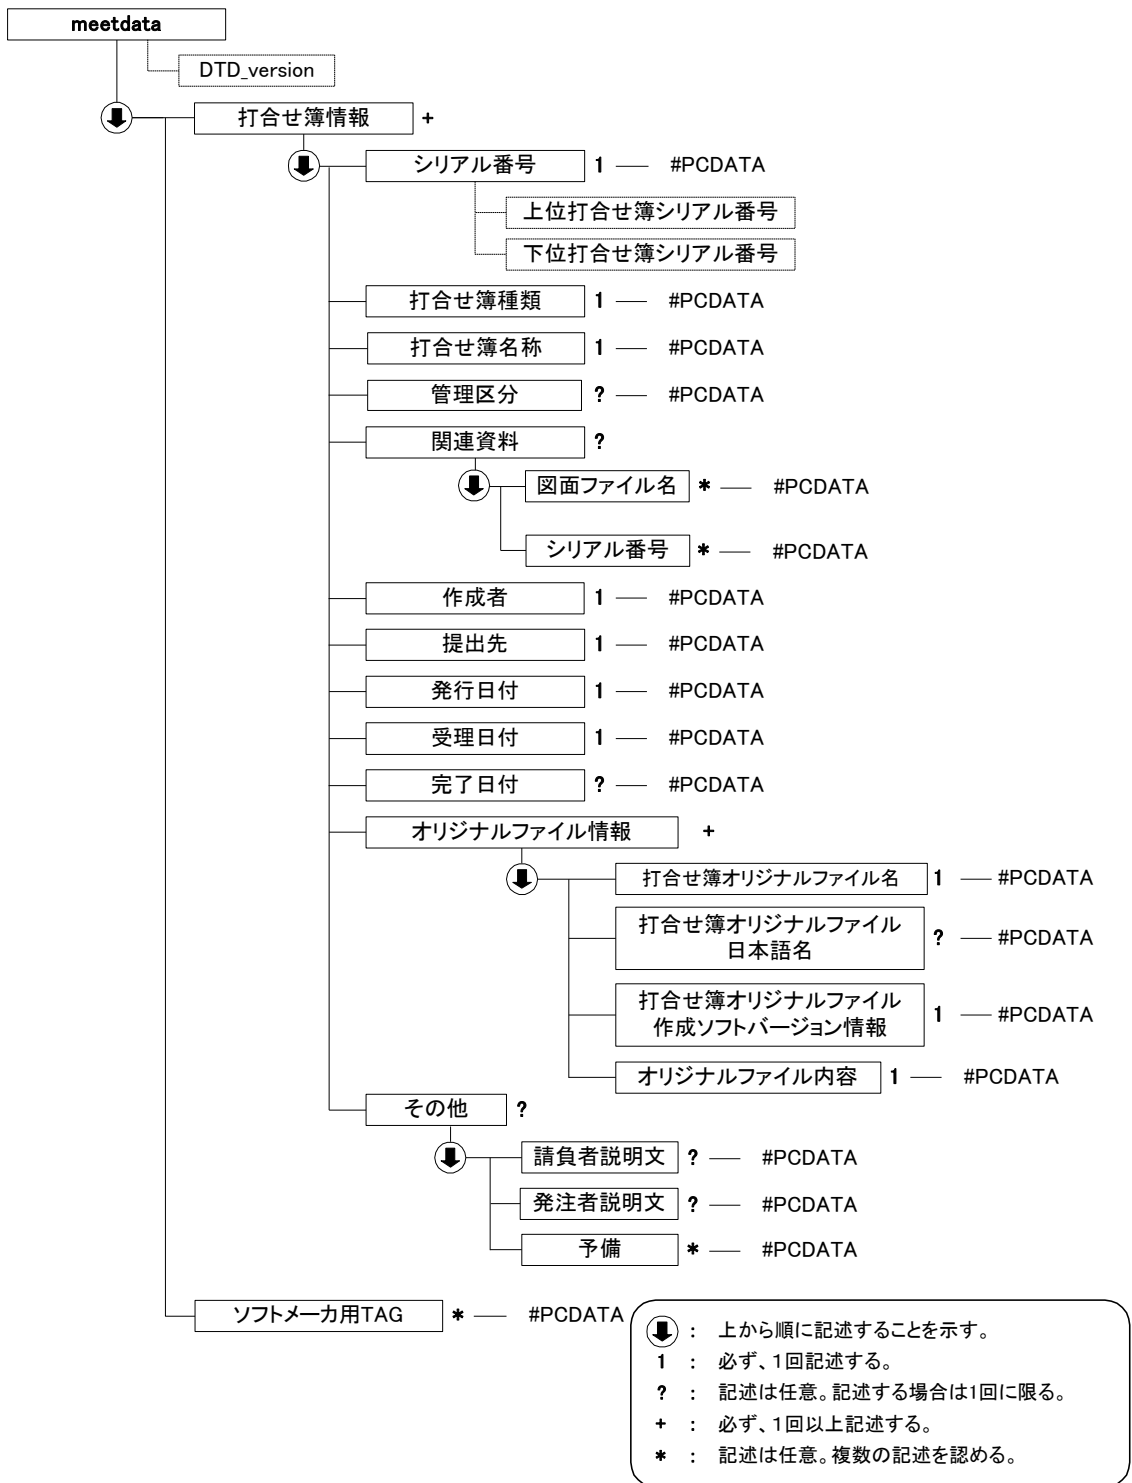 meetdata
DTD_version
打合せ簿情報 +
シリアル番号 1 #PCDATA
上位打合せ簿シリアル番号
下位打合せ簿シリアル番号
打合せ簿種類 1 #PCDATA
打合せ簿名称 1 #PCDATA
管理区分 ? #PCDATA
関連資料 ?
図面ファイル名 * #PCDATA
シリアル番号 * #PCDATA
作成者 1 #PCDATA
提出先 1 #PCDATA
発行日付 1 #PCDATA
受理日付 1 #PCDATA
完了日付 ? #PCDATA
オリジナルファイル情報 +
打合せ簿オリジナルファイル名 1 #PCDATA
打合せ簿オリジナルファイル
日本語名 ? #PCDATA
打合せ簿オリジナルファイル
作成ソフトバージョン情報 1 #PCDATA
オリジナルファイル内容 1 #PCDATA
その他 ?
請負者説明文 ? #PCDATA
発注者説明文 ? #PCDATA
予備 * #PCDATA
ソフトメーカ用TAG * #PCDATA
: 上から順に記述することを示す。
1 : 必ず、1回記述する。
? : 記述は任意。記述する場合は1回に限る。
+ : 必ず、1回以上記述する。
* : 記述は任意。複数の記述を認める。